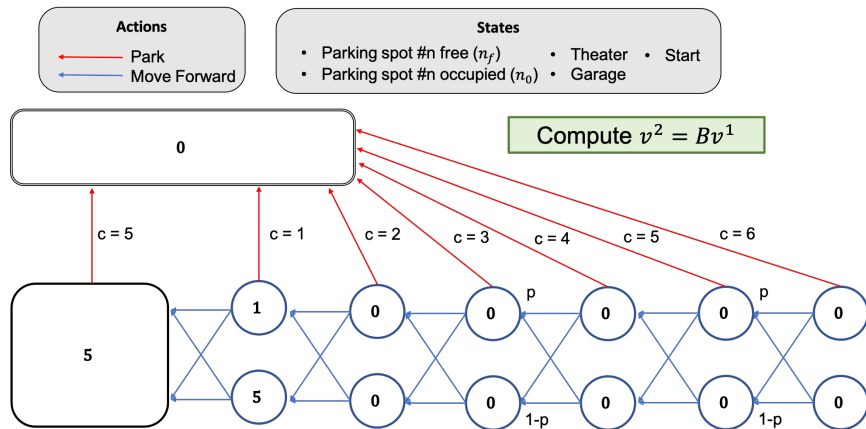 Actions
Park
Move Forward
States
• Parking spot #n free (n_f)
• Parking spot #n occupied (n_0)
• Theater
• Garage
• Start
0
Compute v² = Bv¹
c = 5
c = 1
c = 2
c = 3
c = 4
c = 5
c = 6
p
p
1
0
0
0
0
0
5
5
0
0
0
0
0
1-p
1-p